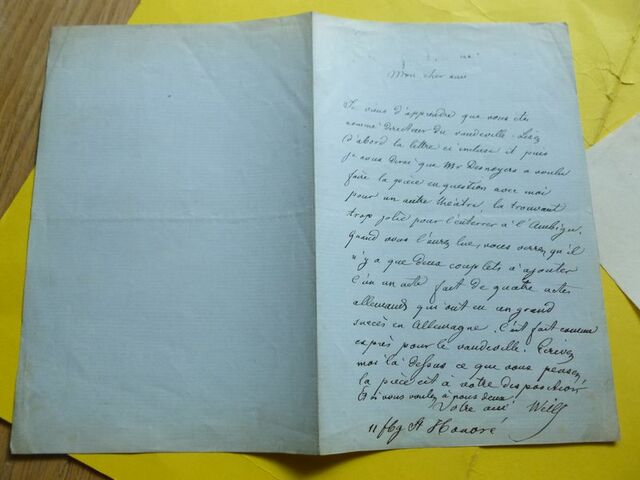 Mon cher ami
Je viens d'apprendre que vous êtes
nommé directeur du vaudeville. Lisez
d'abord la lettre ci incluse et puis
je vous dirai que Mr Desnoyers a voulu
faire la pièce en question avec moi
pour un autre théatre, la trouvant
trop jolie pour l'enterrer à l'Ambigu.
Quand vous l'aurez lue, vous verrez qu'il
n'y a que deux couplets à ajouter
C'est un acte fait de quatre actes
allemands qui ont eu un grand
succès en Allemagne. C'est fait comme
exprès pour le vaudeville. Ecrivez
moi là dessus ce que vous pensez
la pièce est à votre disposition
Et si vous voulez à nous deux.
Votre ami Weill
11 fbg St Honoré